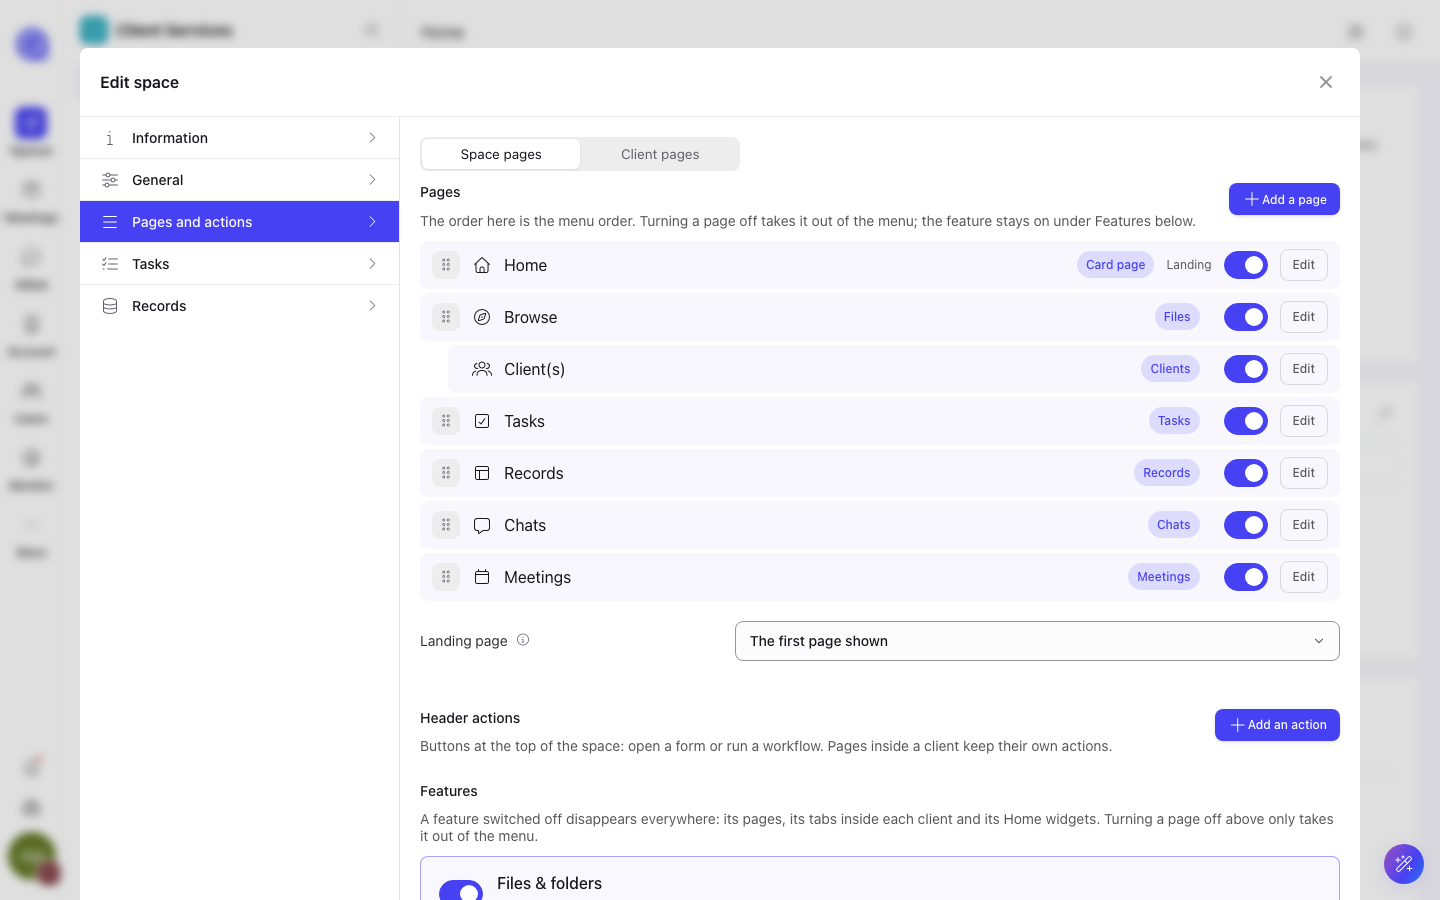 Client Services
Home
Edit space
Information
General
Pages and actions
Tasks
Records
Space pages
Client pages
Pages
Add a page
The order here is the menu order. Turning a page off takes it out of the menu; the feature stays on under Features below.
Home
Card page
Landing
Edit
Browse
Files
Edit
Client(s)
Clients
Edit
Tasks
Tasks
Edit
Records
Records
Edit
Chats
Chats
Edit
Meetings
Meetings
Edit
Landing page
The first page shown
Header actions
Add an action
Buttons at the top of the space: open a form or run a workflow. Pages inside a client keep their own actions.
Features
A feature switched off disappears everywhere: its pages, its tabs inside each client and its Home widgets. Turning a page off above only takes
it out of the menu.
Files & folders